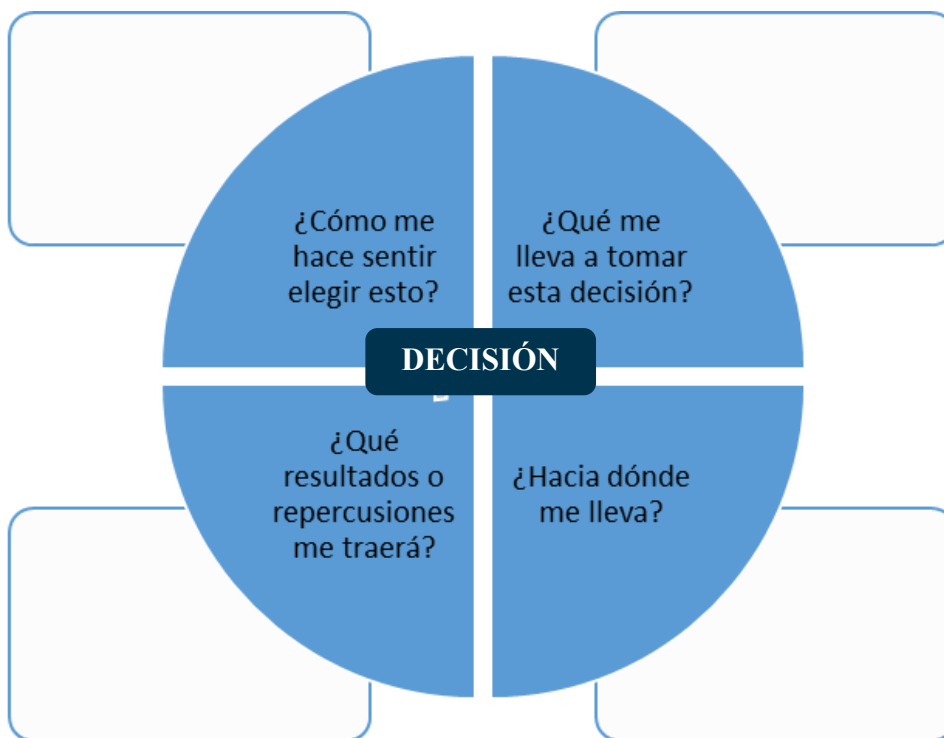 ¿Cómo me
hace sentir
elegir esto?
¿Qué me
lleva a tomar
esta decisión?
DECISIÓN
¿Qué
resultados o
repercusiones
me traerá?
¿Hacia dónde
me lleva?